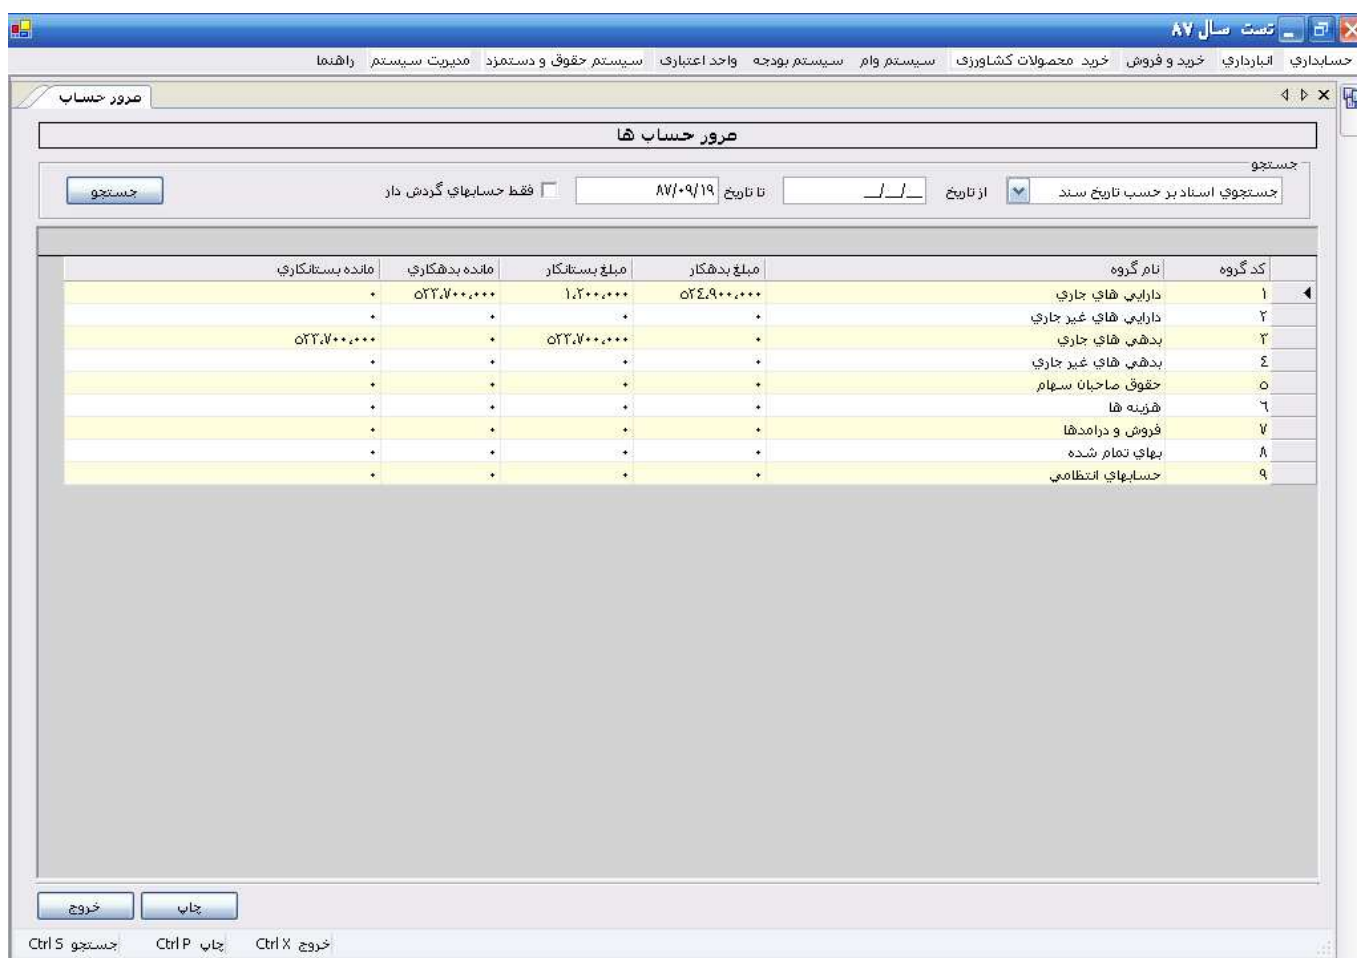 تست سال ۸۷
حسابداري انبارداري خريد و فروش خريد محصولات کشاورزی سيستم وام سيستم بودجه واحد اعتباری سيستم حقوق و دستمزد مديريت سيستم راهنما
مرور حساب
مرور حساب ها
جستجو
جستجوي اسناد بر حسب تاريخ سند از تاريخ __/__/__ تا تاريخ ۸۷/۰۹/۱۹ فقط حسابهاي گردش دار جستجو
کد گروه نام گروه مبلغ بدهکار مبلغ بستانکار مانده بدهکاري مانده بستانکاري
۱ دارايي هاي جاري ۵۲۴،۹۰۰،۰۰۰ ۱،۲۰۰،۰۰۰ ۵۲۳،۷۰۰،۰۰۰ ۰
۲ دارايي هاي غير جاري ۰ ۰ ۰ ۰
۳ بدهي هاي جاري ۰ ۵۲۳،۷۰۰،۰۰۰ ۰ ۵۲۳،۷۰۰،۰۰۰
۴ بدهي هاي غير جاري ۰ ۰ ۰ ۰
۵ حقوق صاحبان سهام ۰ ۰ ۰ ۰
۶ هزينه ها ۰ ۰ ۰ ۰
۷ فروش و درامدها ۰ ۰ ۰ ۰
۸ بهاي تمام شده ۰ ۰ ۰ ۰
۹ حسابهاي انتظامي ۰ ۰ ۰ ۰
چاپ خروج
خروج Ctrl X چاپ Ctrl P جستجو Ctrl S